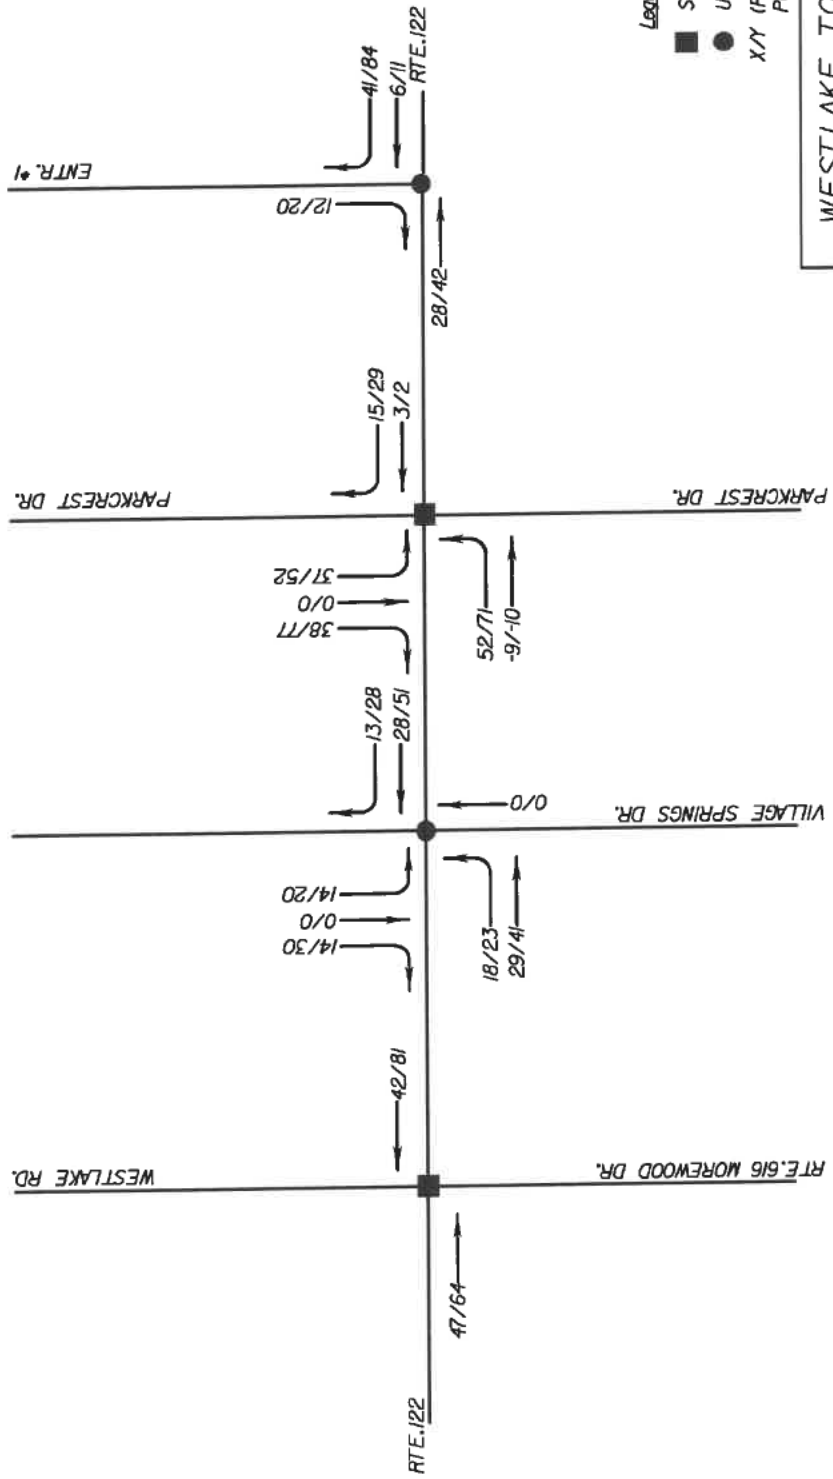 RTE.122
47/64
WESTLAKE RD.
42/81
RTE.616 MOREWOOD DR.
14/30
0/0
14/20
18/23
29/41
13/28
28/51
VILLAGE SPRINGS DR.
0/0
38/77
0/0
37/52
52/71
-9/-10
PARKCREST DR.
15/29
3/2
PARKCREST DR.
28/42
12/20
ENTR. #1
41/84
6/11
RTE.122
S
U
X/Y
WESTLAKE